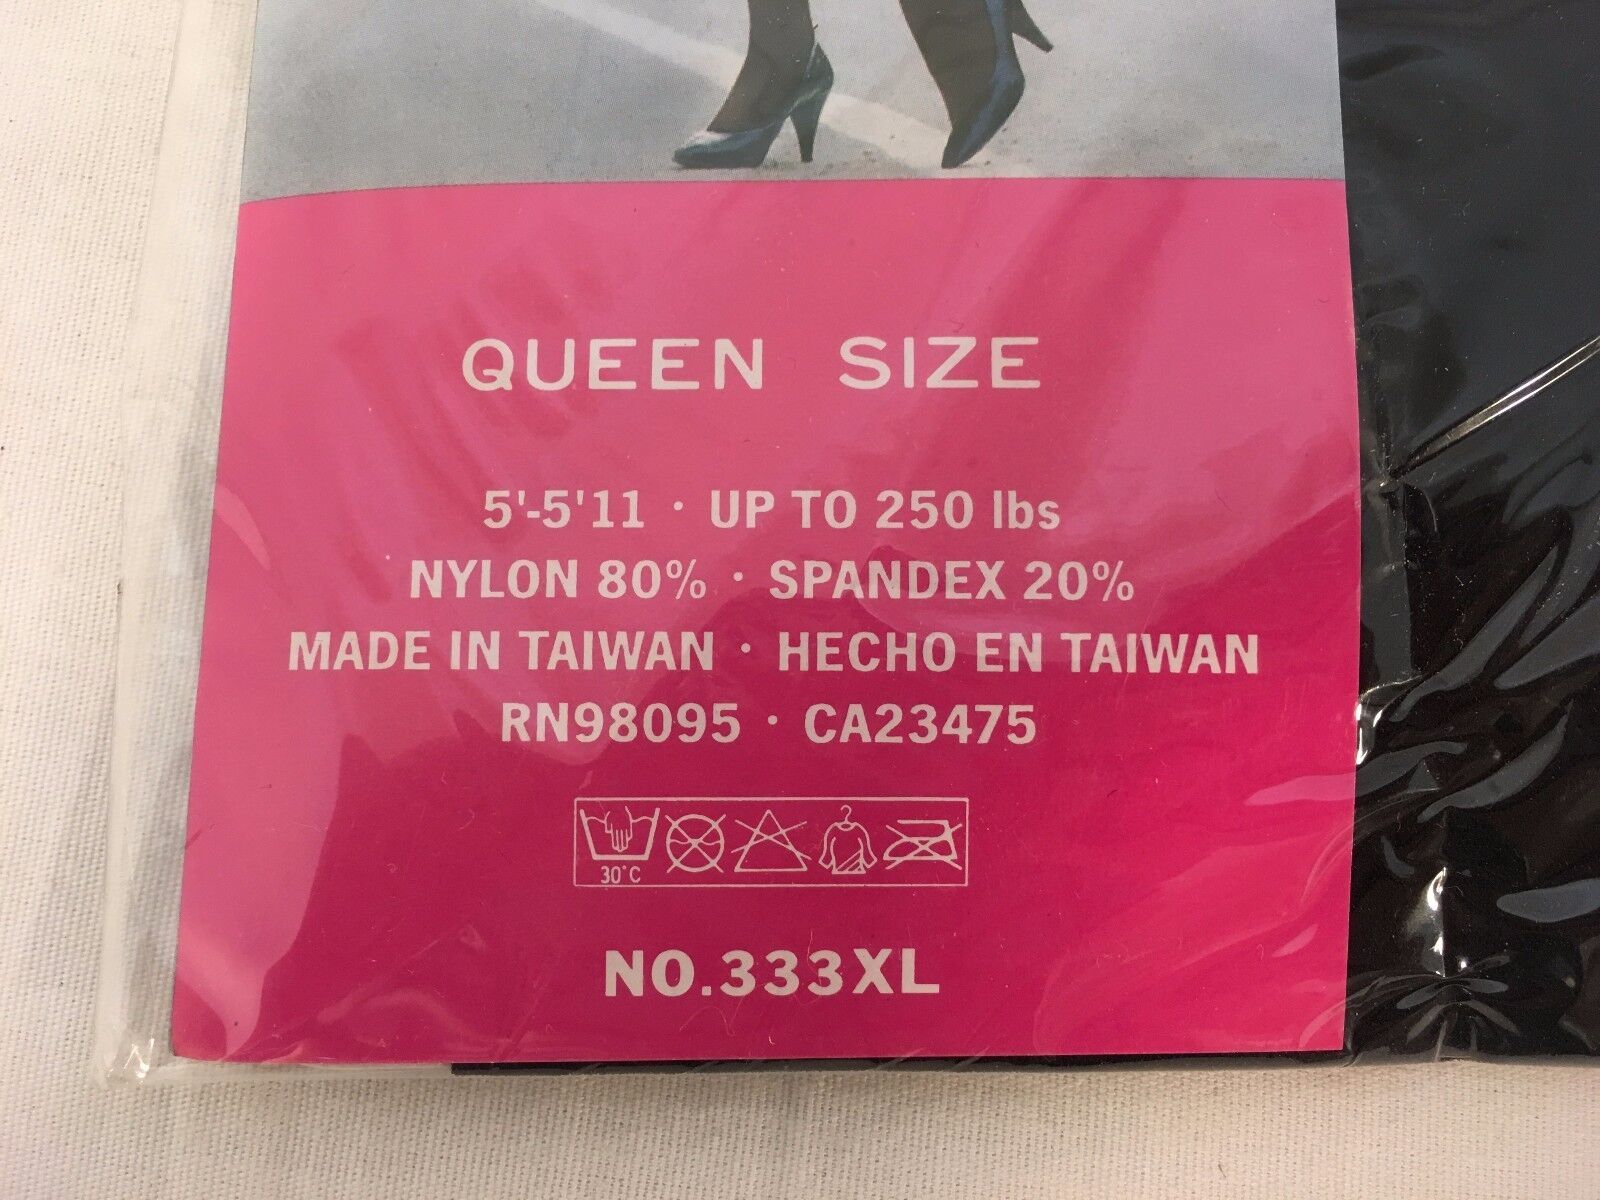 QUEEN SIZE
5'-5'11 · UP TO 250 lbs
NYLON 80% · SPANDEX 20%
MADE IN TAIWAN · HECHO EN TAIWAN
RN98095 · CA23475
30°C
NO.333XL